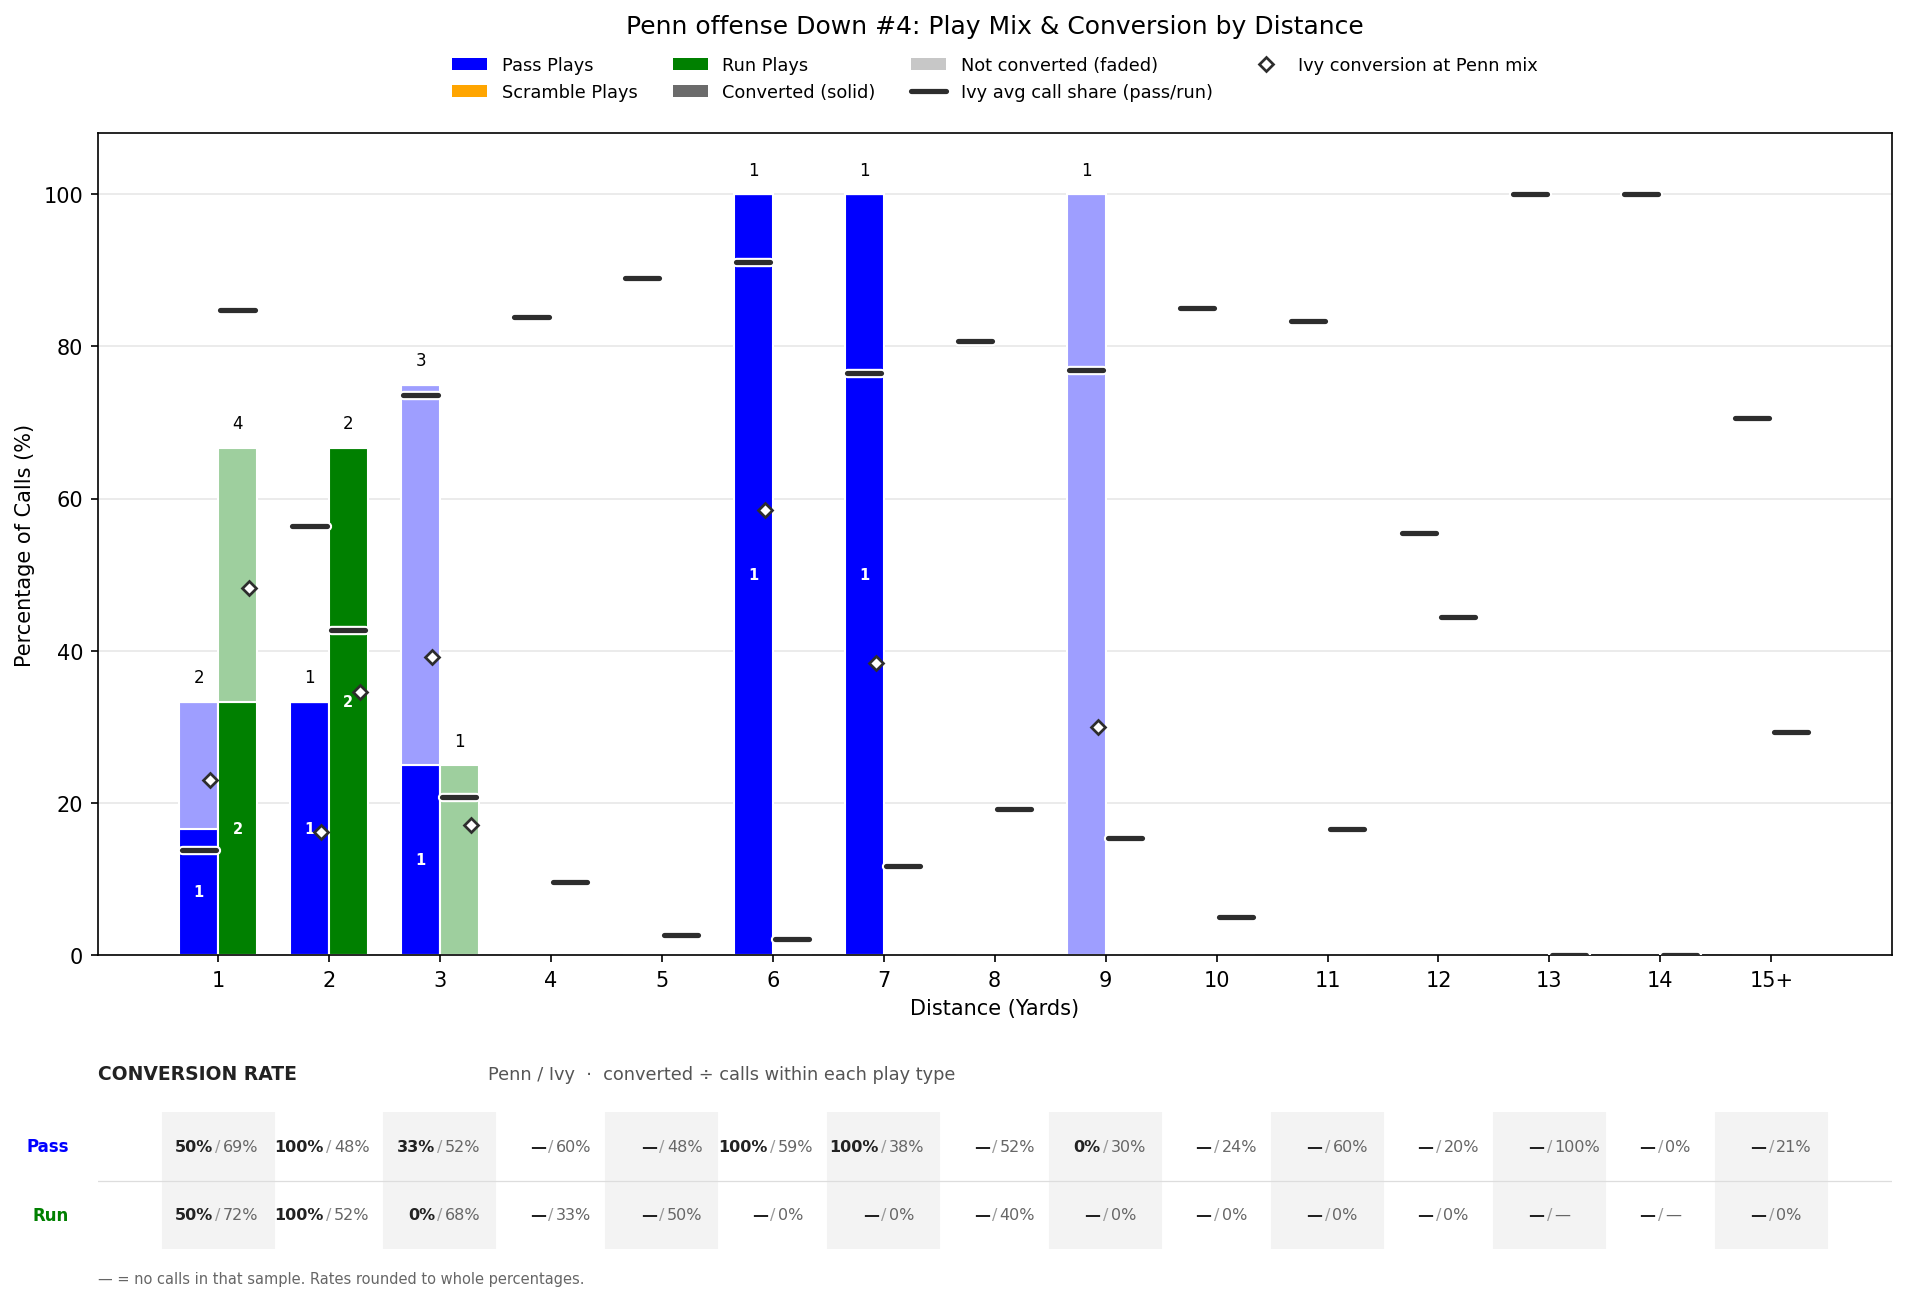 Penn offense Down #4: Play Mix & Conversion by Distance
Pass Plays
Run Plays
Not converted (faded)
Ivy conversion at Penn mix
Scramble Plays
Converted (solid)
Ivy avg call share (pass/run)
Percentage of Calls (%)
100
80
60
40
20
0
1 1 1
3
4 2
2 1
1
1 1
2
2 1 1
1
1
1 2 3 4 5 6 7 8 9 10 11 12 13 14 15+
Distance (Yards)
CONVERSION RATE
Penn / Ivy · converted ÷ calls within each play type
Pass 50% / 69% 100% / 48% 33% / 52% — / 60% — / 48% 100% / 59% 100% / 38% — / 52% 0% / 30% — / 24% — / 60% — / 20% — / 100% — / 0% — / 21%
Run 50% / 72% 100% / 52% 0% / 68% — / 33% — / 50% — / 0% — / 0% — / 40% — / 0% — / 0% — / 0% — / 0% — / — — / — — / 0%
— = no calls in that sample. Rates rounded to whole percentages.